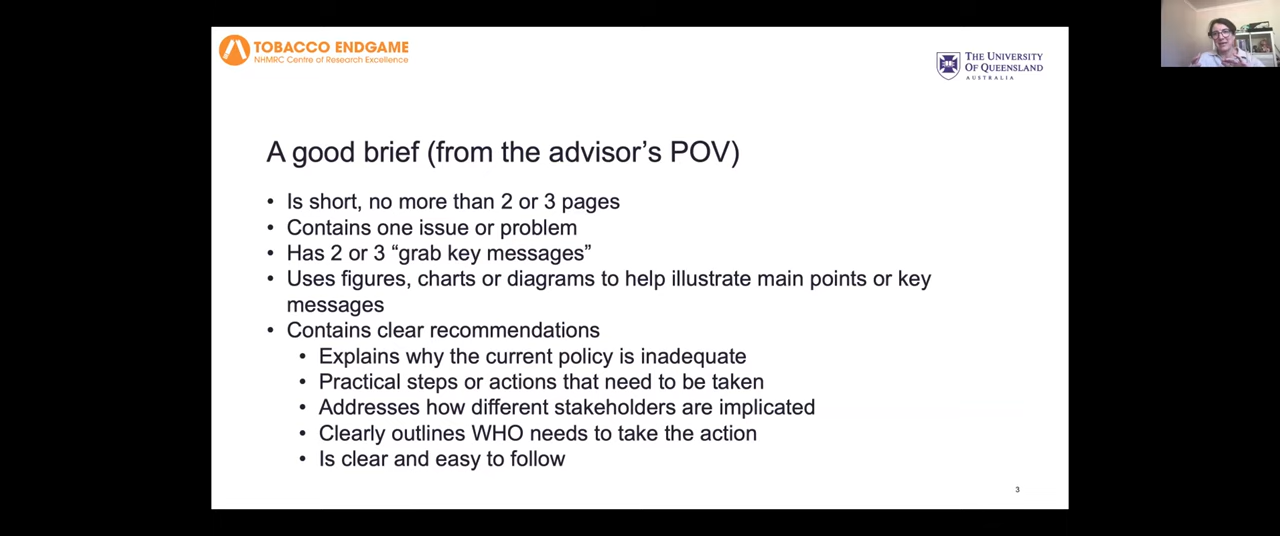 TOBACCO ENDGAME
NHMRC Centre of Research Excellence
THE UNIVERSITY
OF QUEENSLAND
AUSTRALIA
A good brief (from the advisor's POV)
• Is short, no more than 2 or 3 pages
• Contains one issue or problem
• Has 2 or 3 “grab key messages”
• Uses figures, charts or diagrams to help illustrate main points or key
messages
• Contains clear recommendations
• Explains why the current policy is inadequate
• Practical steps or actions that need to be taken
• Addresses how different stakeholders are implicated
• Clearly outlines WHO needs to take the action
• Is clear and easy to follow
3